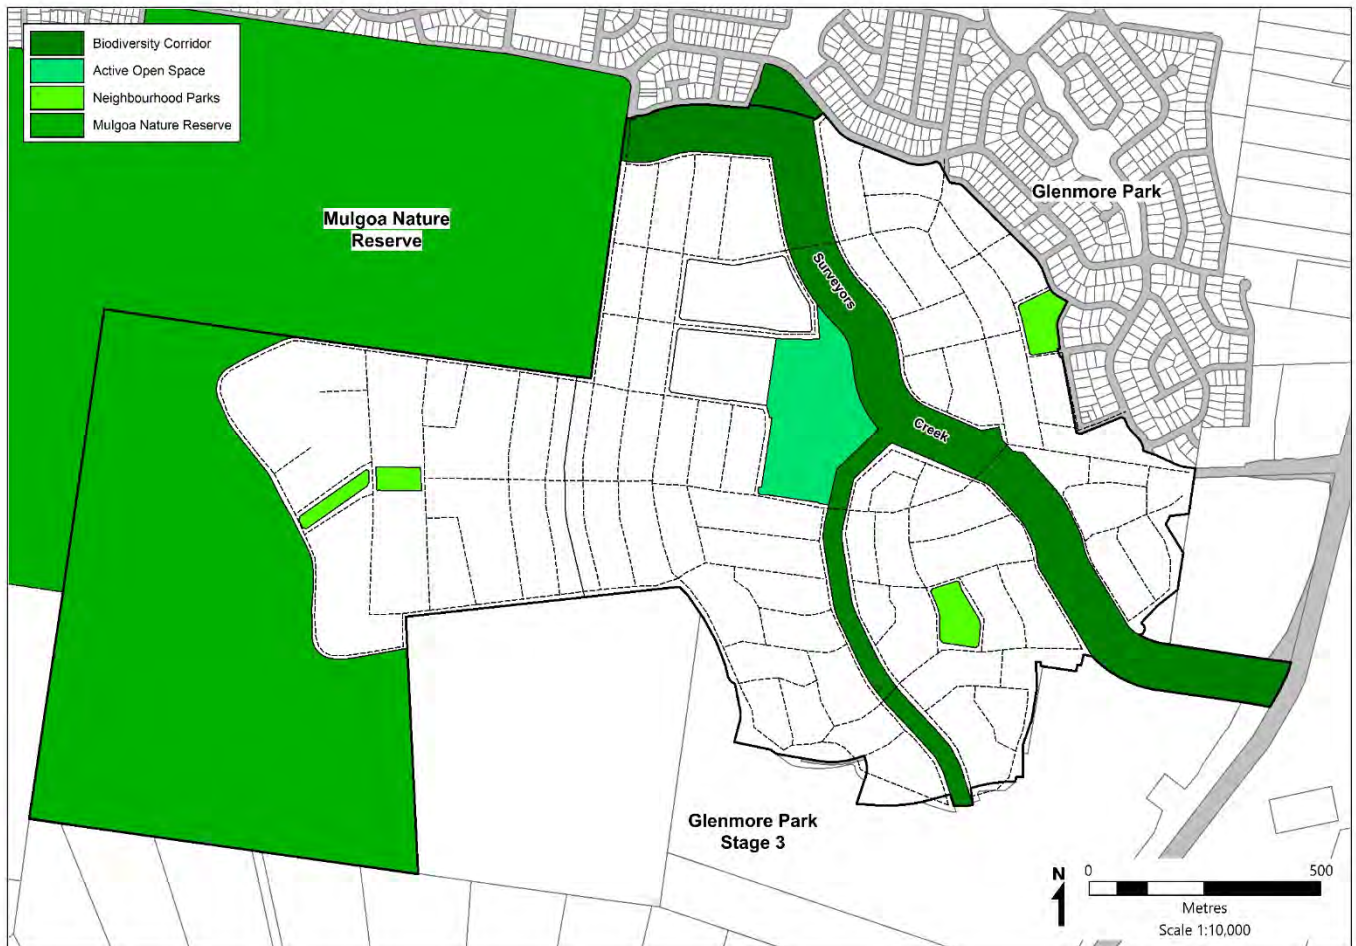 Biodiversity Corridor
Active Open Space
Neighbourhood Parks
Mulgoa Nature Reserve
Glenmore Park
Mulgoa Nature
Reserve
Surveyors
Creek
Glenmore Park
Stage 3
N
0 500
Metres
Scale 1:10,000